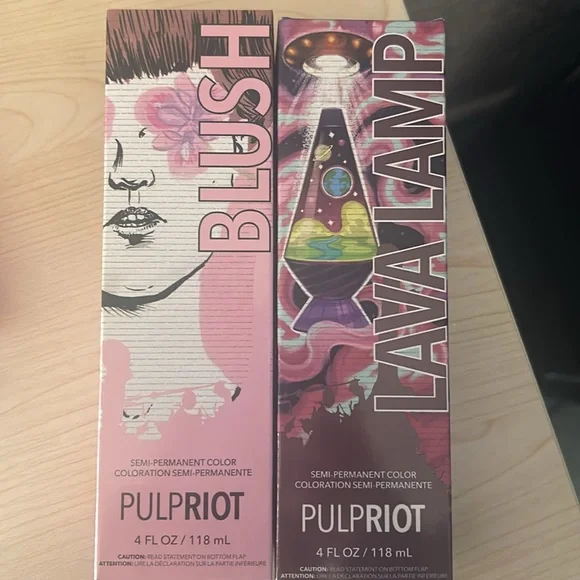 BLUSH
SEMI-PERMANENT COLOR
COLORATION SEMI-PERMANENTE
PULPRIOT
4 FL OZ / 118 mL
CAUTION: READ STATEMENT ON BOTTOM FLAP
ATTENTION: LIRE LA DÉCLARATION SUR LA PARTIE INFÉRIEURE
LAVA LAMP
SEMI-PERMANENT COLOR
COLORATION SEMI-PERMANENTE
PULPRIOT
4 FL OZ / 118 mL
CAUTION: READ STATEMENT ON BOTTOM FLAP
ATTENTION: LIRE LA DÉCLARATION SUR LA PARTIE INFÉRIEURE